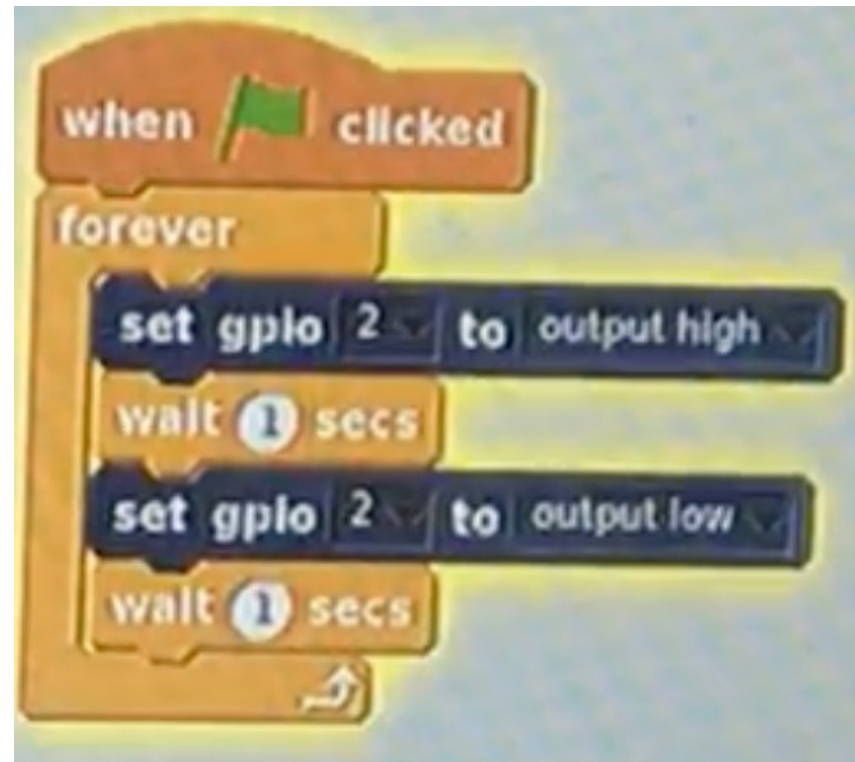 when clicked
forever
set gpio 2 to output high
wait 1 secs
set gpio 2 to output low
wait 1 secs